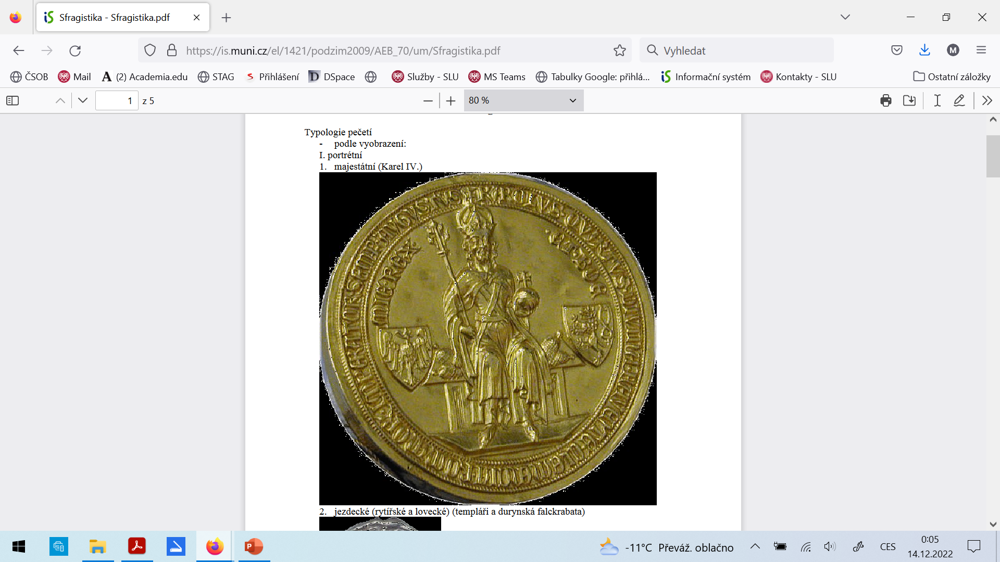 Sfragistika - Sfragistika.pdf
https://is.muni.cz/el/1421/podzim2009/AEB_70/um/Sfragistika.pdf
Vyhledat
M
ČSOB
Mail
(2) Academia.edu
STAG
Přihlášení
DSpace
Služby - SLU
MS Teams
Tabulky Google: přihlá...
Informační systém
Kontakty - SLU
Ostatní záložky
1 z 5
80 %
Typologie pečetí
- podle vyobrazení:
I. portrétní
1. majestátní (Karel IV.)
2. jezdecké (rytířské a lovecké) (templáři a durynská falckrabata)
-11°C Převáž. oblačno
CES
0:05
14.12.2022